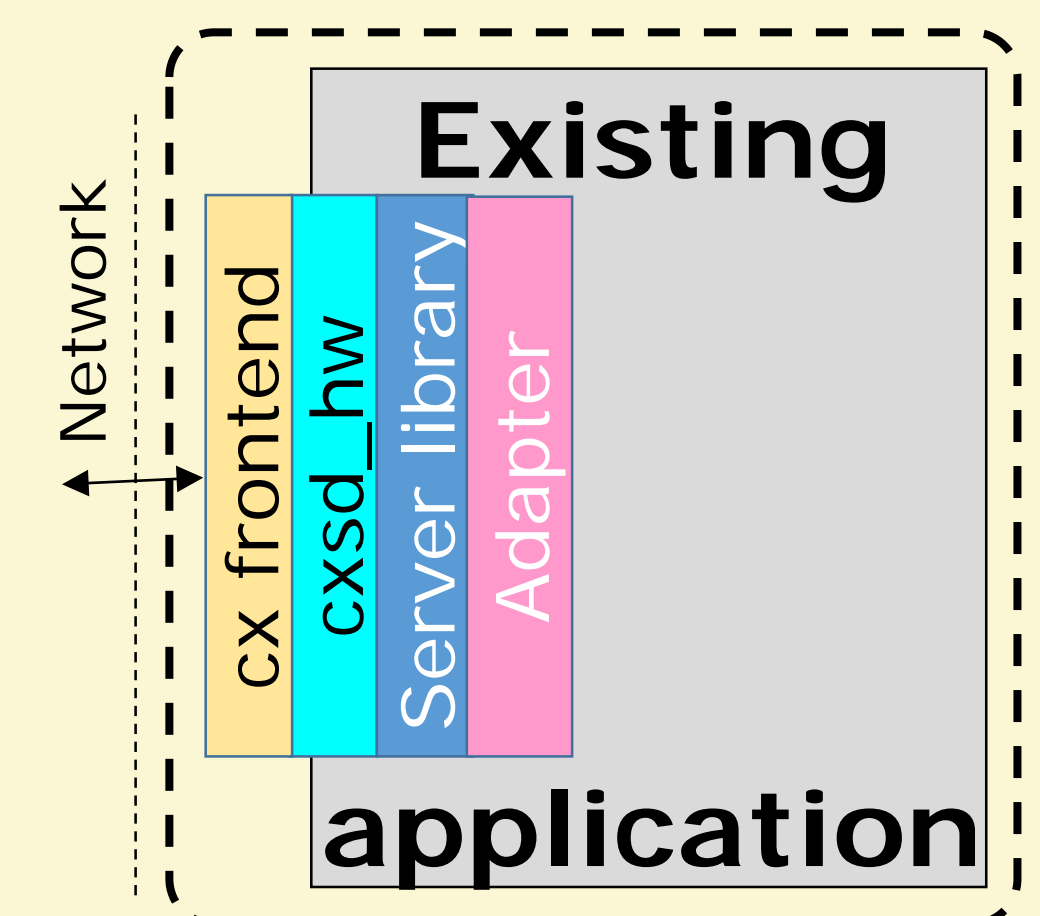 Existing
Network
cx frontend
cxsd_hw
Server library
Adapter
application